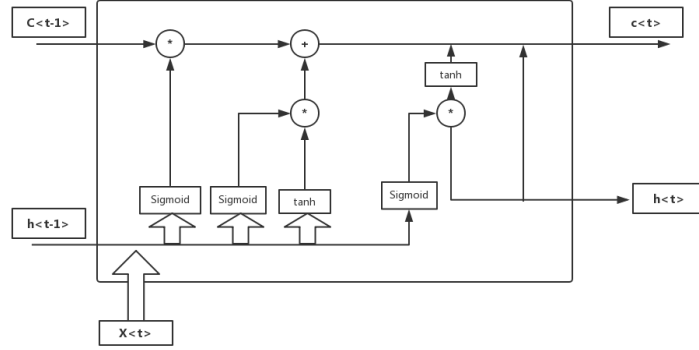 C<t-1>
c<t>
*
+
tanh
*
*
Sigmoid
Sigmoid
tanh
Sigmoid
h<t>
h<t-1>
X<t>